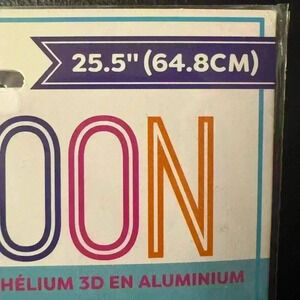 25.5" (64.8CM)
OON
HÉLIUM 3D EN ALUMINIUM